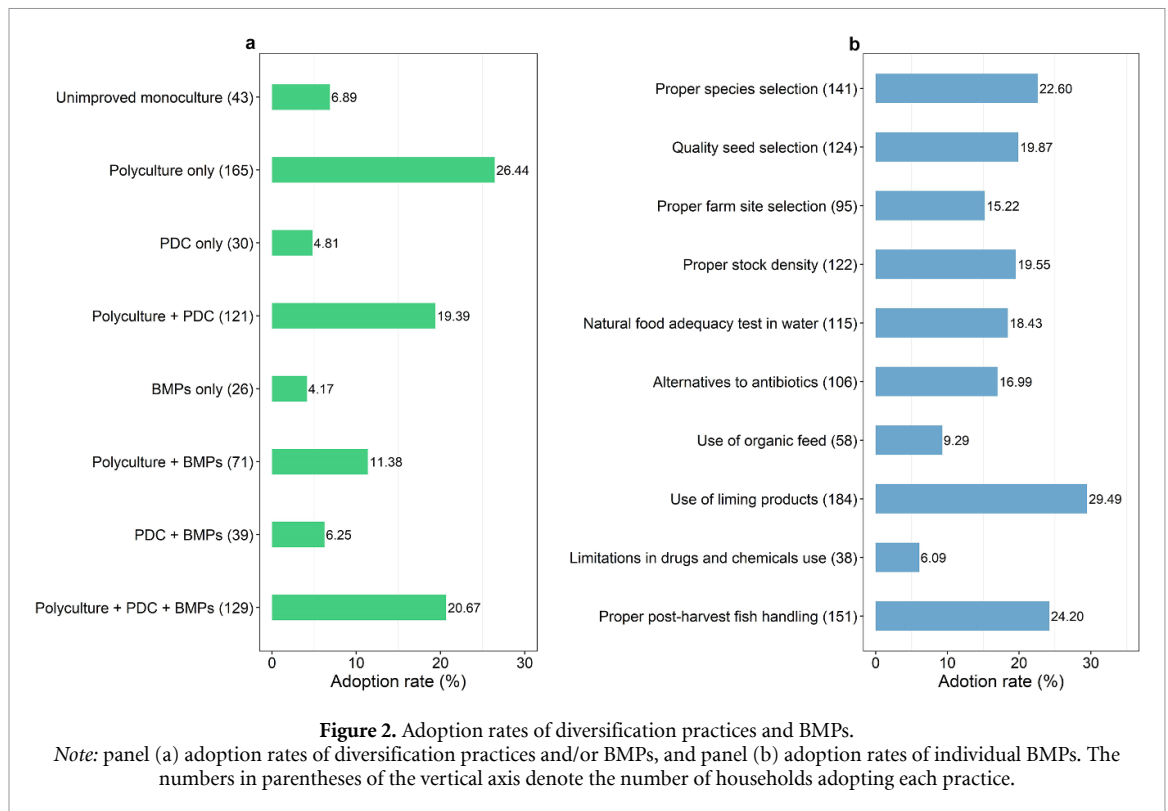 a
Unimproved monoculture (43)
6.89
Polyculture only (165)
26.44
PDC only (30)
4.81
Polyculture + PDC (121)
19.39
BMPs only (26)
4.17
Polyculture + BMPs (71)
11.38
PDC + BMPs (39)
6.25
Polyculture + PDC + BMPs (129)
20.67
0 10 20 30
Adoption rate (%)
b
Proper species selection (141)
22.60
Quality seed selection (124)
19.87
Proper farm site selection (95)
15.22
Proper stock density (122)
19.55
Natural food adequacy test in water (115)
18.43
Alternatives to antibiotics (106)
16.99
Use of organic feed (58)
9.29
Use of liming products (184)
29.49
Limitations in drugs and chemicals use (38)
6.09
Proper post-harvest fish handling (151)
24.20
0 10 20 30
Adotion rate (%)
Figure 2. Adoption rates of diversification practices and BMPs.
Note: panel (a) adoption rates of diversification practices and/or BMPs, and panel (b) adoption rates of individual BMPs. The
numbers in parentheses of the vertical axis denote the number of households adopting each practice.